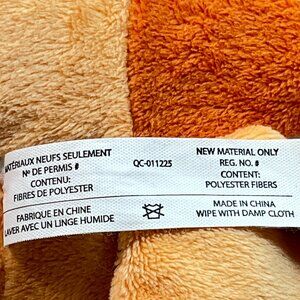 MATÉRIAUX NEUFS SEULEMENT
Nº DE PERMIS #
CONTENU:
FIBRES DE POLYESTER
QC-011225
NEW MATERIAL ONLY
REG. NO. #
CONTENT:
POLYESTER FIBERS
FABRIQUE EN CHINE
LAVER AVEC UN LINGE HUMIDE
MADE IN CHINA
WIPE WITH DAMP CLOTH